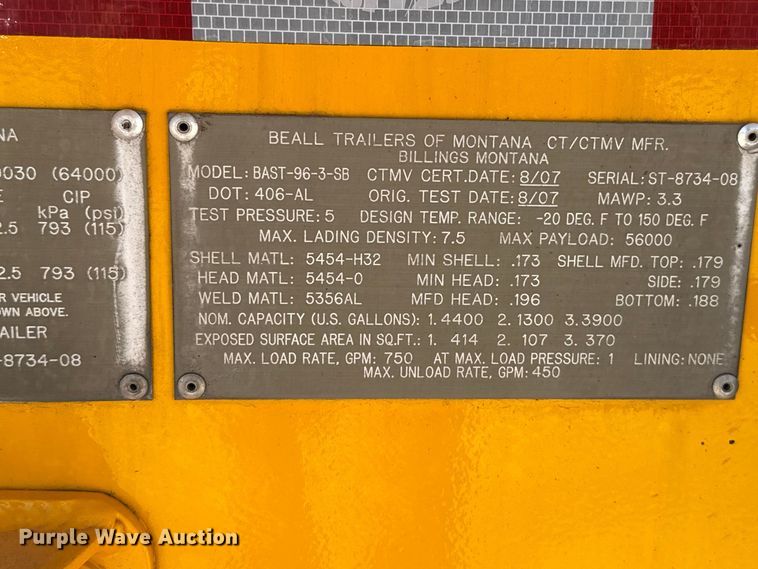 NA
0030 (64000)
E CIP
kPa (psi)
2.5 793 (115)
2.5 793 (115)
R VEHICLE
OWN ABOVE.
AILER
-8734-08
BEALL TRAILERS OF MONTANA CT/CTMV MFR.
BILLINGS MONTANA
MODEL: BAST-96-3-SB CTMV CERT.DATE: 8/07 SERIAL: ST-8734-08
DOT: 406-AL ORIG. TEST DATE: 8/07 MAWP: 3.3
TEST PRESSURE: 5 DESIGN TEMP. RANGE: -20 DEG. F TO 150 DEG. F
MAX. LADING DENSITY: 7.5 MAX PAYLOAD: 56000
SHELL MATL: 5454-H32 MIN SHELL: .173 SHELL MFD. TOP: .179
HEAD MATL: 5454-0 MIN HEAD: .173 SIDE: .179
WELD MATL: 5356AL MFD HEAD: .196 BOTTOM: .188
NOM. CAPACITY (U.S. GALLONS): 1. 4400 2. 1300 3. 3900
EXPOSED SURFACE AREA IN SQ.FT.: 1. 414 2. 107 3. 370
MAX. LOAD RATE, GPM: 750 AT MAX. LOAD PRESSURE: 1 LINING: NONE
MAX. UNLOAD RATE, GPM: 450
Purple Wave Auction